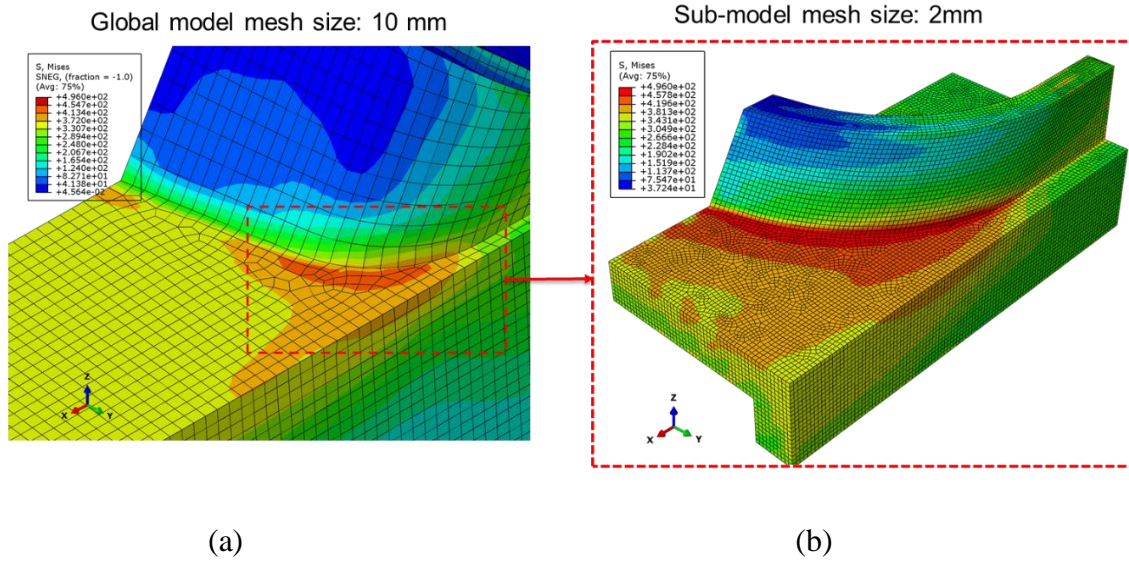 Global model mesh size: 10 mm
Sub-model mesh size: 2mm
S, Mises
SNEG, (fraction = -1.0)
(Avg: 75%)
+4.960e+02
+4.547e+02
+4.134e+02
+3.720e+02
+3.307e+02
+2.894e+02
+2.480e+02
+2.067e+02
+1.654e+02
+1.240e+02
+8.271e+01
+4.138e+01
+4.564e-02
Z
X
Y
S, Mises
(Avg: 75%)
+4.960e+02
+4.578e+02
+4.196e+02
+3.813e+02
+3.431e+02
+3.049e+02
+2.666e+02
+2.284e+02
+1.902e+02
+1.519e+02
+1.137e+02
+7.547e+01
+3.724e+01
Z
X
Y
(a)
(b)